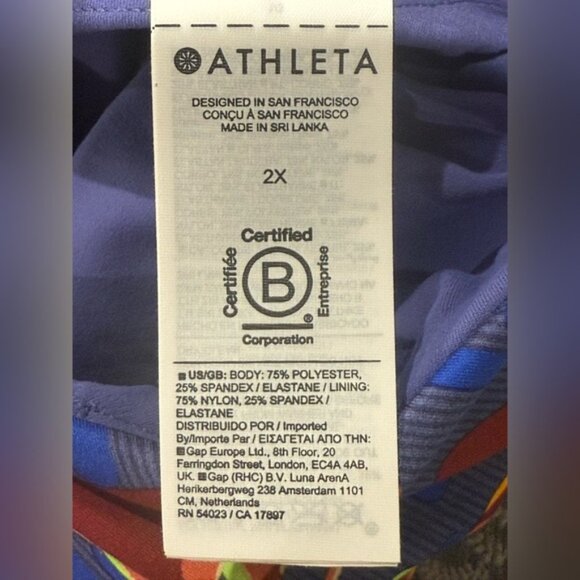 ATHLETA
DESIGNED IN SAN FRANCISCO
CONÇU À SAN FRANCISCO
MADE IN SRI LANKA
2X
Certified
Certifiée
B
Entreprise
®
Corporation
US/GB: BODY: 75% POLYESTER,
25% SPANDEX / ELASTANE / LINING:
75% NYLON, 25% SPANDEX /
ELASTANE
DISTRIBUIDO POR / Imported
By/Importe Par / ΕΙΣΑΓΕΤΑΙ ΑΠΟ ΤΗΝ:
Gap Europe Ltd., 8th Floor, 20
Farringdon Street, London, EC4A 4AB,
UK. Gap (RHC) B.V. Luna ArenA
Herikerbergweg 238 Amsterdam 1101
CM, Netherlands
RN 54023 / CA 17897